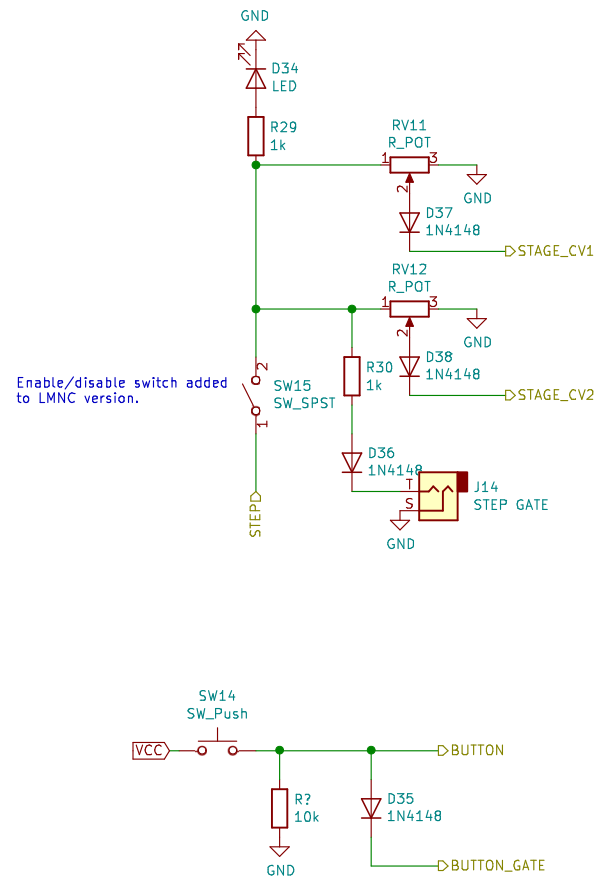 GND
D34
LED
R29
1k
RV11
R_POT
1
3
2
GND
D37
1N4148
STAGE_CV1
RV12
R_POT
1
3
2
GND
D38
1N4148
STAGE_CV2
R30
1k
Enable/disable switch added
to LMNC version.
2
SW15
SW_SPST
1
STEP
D36
1N4148
T
S
J14
STEP GATE
GND
SW14
SW_Push
VCC
BUTTON
R?
10k
GND
D35
1N4148
BUTTON_GATE